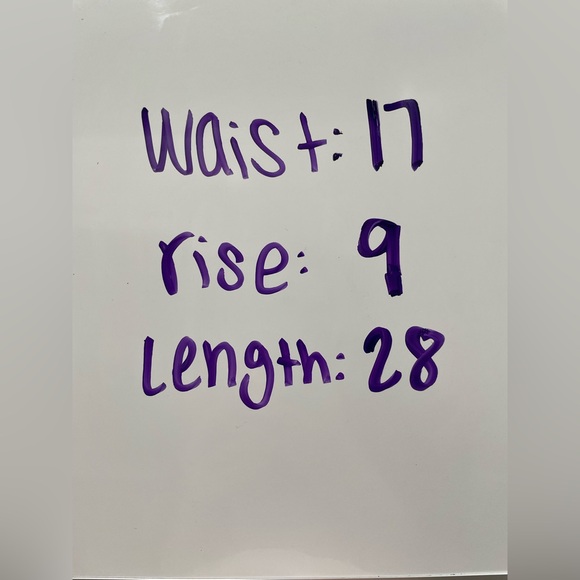 Waist: 17
rise: 9
Length: 28